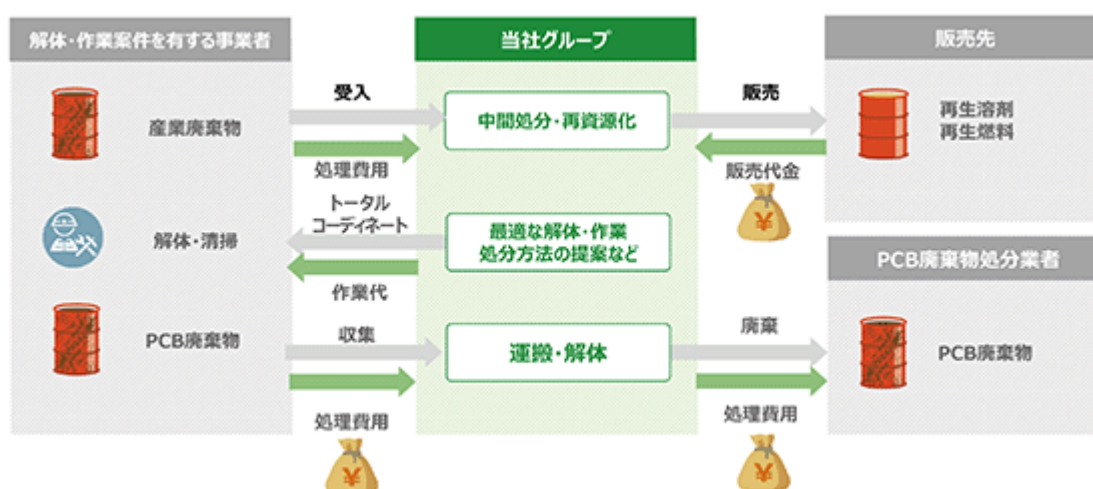 解体・作業案件を有する事業者
産業廃棄物
解体・清掃
PCB廃棄物
受入
処理費用
トータル
コーディネート
作業代
収集
処理費用
¥
当社グループ
中間処分・再資源化
最適な解体・作業
処分方法の提案など
運搬・解体
販売
販売代金
¥
廃棄
処理費用
¥
販売先
再生溶剤
再生燃料
PCB廃棄物処分業者
PCB廃棄物